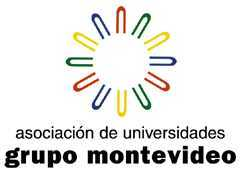 asociación de universidades
grupo montevideo